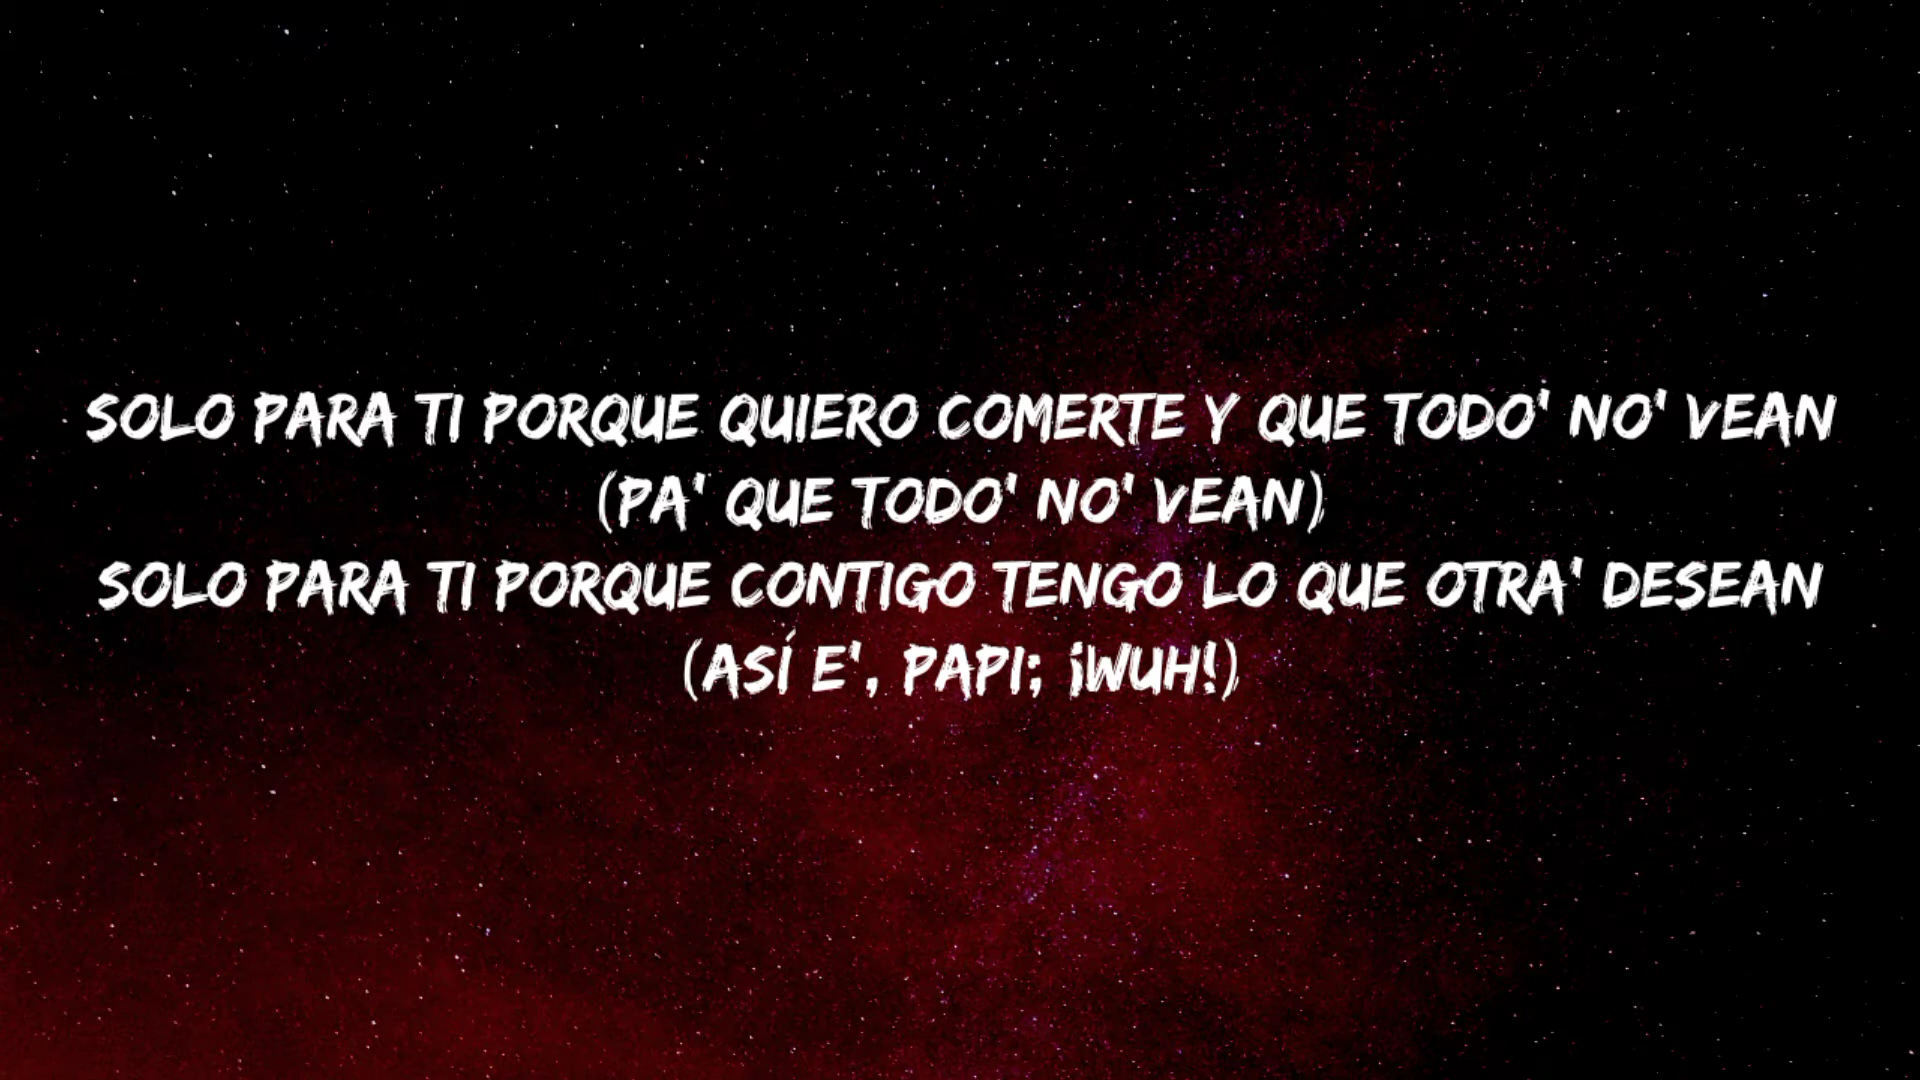 SOLO PARA TI PORQUE QUIERO COMERTE Y QUE TODO' NO' VEAN
(PA' QUE TODO' NO' VEAN)
SOLO PARA TI PORQUE CONTIGO TENGO LO QUE OTRA' DESEAN
(ASÍ E', PAPI; ¡WUH!)